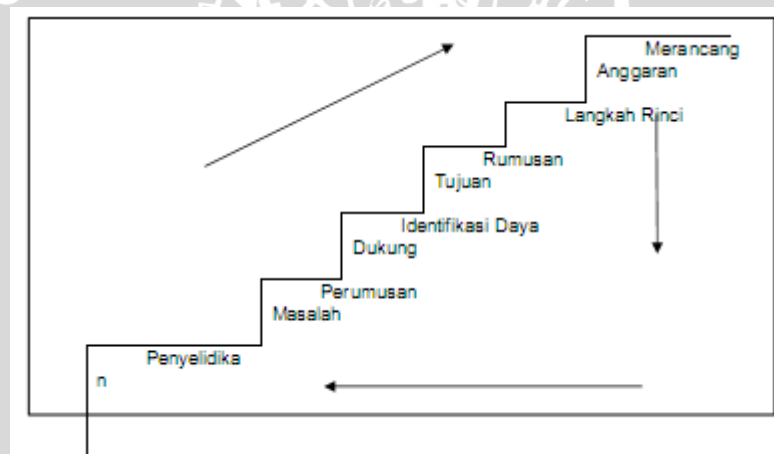 Merancang
Anggaran
Langkah Rinci
Rumusan
Tujuan
Identifikasi Daya
Dukung
Perumusan
Masalah
Penyelidika
n